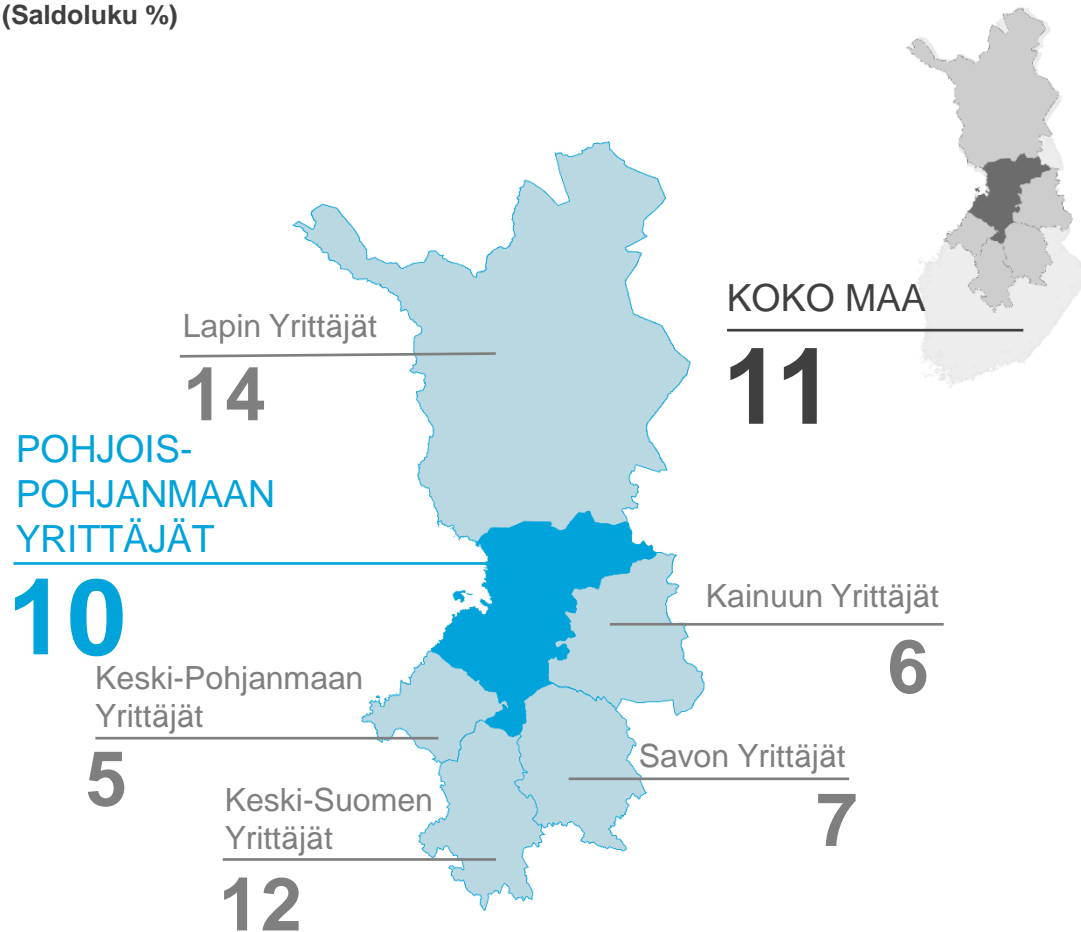 (Saldoluku %)
KOKO MAA
11
Lapin Yrittäjät
14
POHJOIS-
POHJANMAAN
YRITTÄJÄT
10
Kainuun Yrittäjät
6
Keski-Pohjanmaan
Yrittäjät
5
Savon Yrittäjät
7
Keski-Suomen
Yrittäjät
12